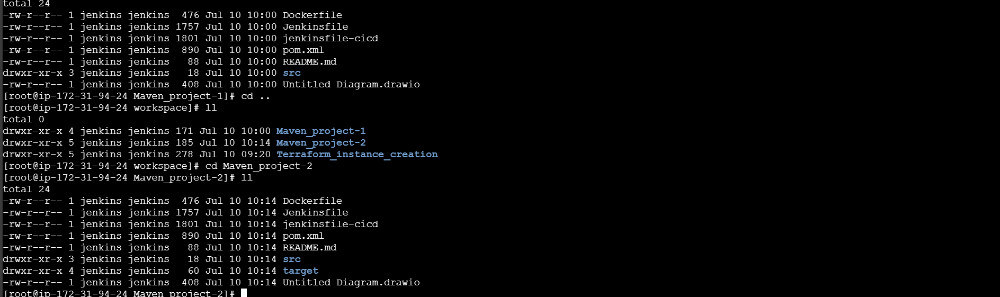 total 24
-rw-r--r-- 1 jenkins jenkins  476 Jul 10 10:00 Dockerfile
-rw-r--r-- 1 jenkins jenkins 1757 Jul 10 10:00 Jenkinsfile
-rw-r--r-- 1 jenkins jenkins 1801 Jul 10 10:00 jenkinsfile-cicd
-rw-r--r-- 1 jenkins jenkins  890 Jul 10 10:00 pom.xml
-rw-r--r-- 1 jenkins jenkins   88 Jul 10 10:00 README.md
drwxr-xr-x 3 jenkins jenkins   18 Jul 10 10:00 src
-rw-r--r-- 1 jenkins jenkins  408 Jul 10 10:00 Untitled Diagram.drawio
[root@ip-172-31-94-24 Maven_project-1]# cd ..
[root@ip-172-31-94-24 workspace]# ll
total 0
drwxr-xr-x 4 jenkins jenkins 171 Jul 10 10:00 Maven_project-1
drwxr-xr-x 5 jenkins jenkins 185 Jul 10 10:14 Maven_project-2
drwxr-xr-x 5 jenkins jenkins 278 Jul 10 09:20 Terraform_instance_creation
[root@ip-172-31-94-24 workspace]# cd Maven_project-2
[root@ip-172-31-94-24 Maven_project-2]# ll
total 24
-rw-r--r-- 1 jenkins jenkins  476 Jul 10 10:14 Dockerfile
-rw-r--r-- 1 jenkins jenkins 1757 Jul 10 10:14 Jenkinsfile
-rw-r--r-- 1 jenkins jenkins 1801 Jul 10 10:14 jenkinsfile-cicd
-rw-r--r-- 1 jenkins jenkins  890 Jul 10 10:14 pom.xml
-rw-r--r-- 1 jenkins jenkins   88 Jul 10 10:14 README.md
drwxr-xr-x 3 jenkins jenkins   18 Jul 10 10:14 src
drwxr-xr-x 4 jenkins jenkins   60 Jul 10 10:14 target
-rw-r--r-- 1 jenkins jenkins  408 Jul 10 10:14 Untitled Diagram.drawio
[root@ip-172-31-94-24 Maven_project-2]#